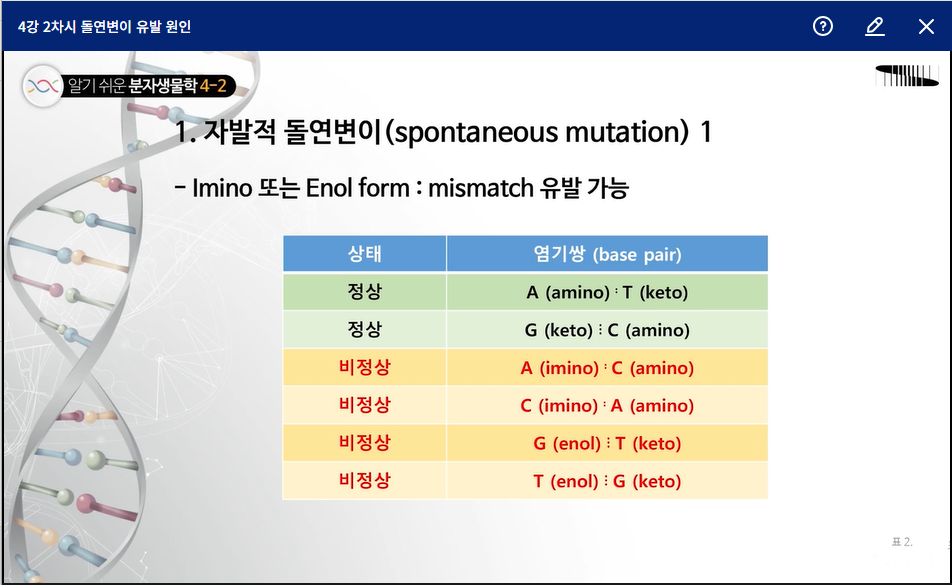 4강 2차시 돌연변이 유발 원인
알기 쉬운 분자생물학 4-2
1. 자발적 돌연변이(spontaneous mutation) 1
- Imino 또는 Enol form : mismatch 유발 가능
상태 염기쌍 (base pair)
정상 A (amino) : T (keto)
정상 G (keto) ⁝ C (amino)
비정상 A (imino) : C (amino)
비정상 C (imino) : A (amino)
비정상 G (enol) ⁝ T (keto)
비정상 T (enol) ⁝ G (keto)
표 2.